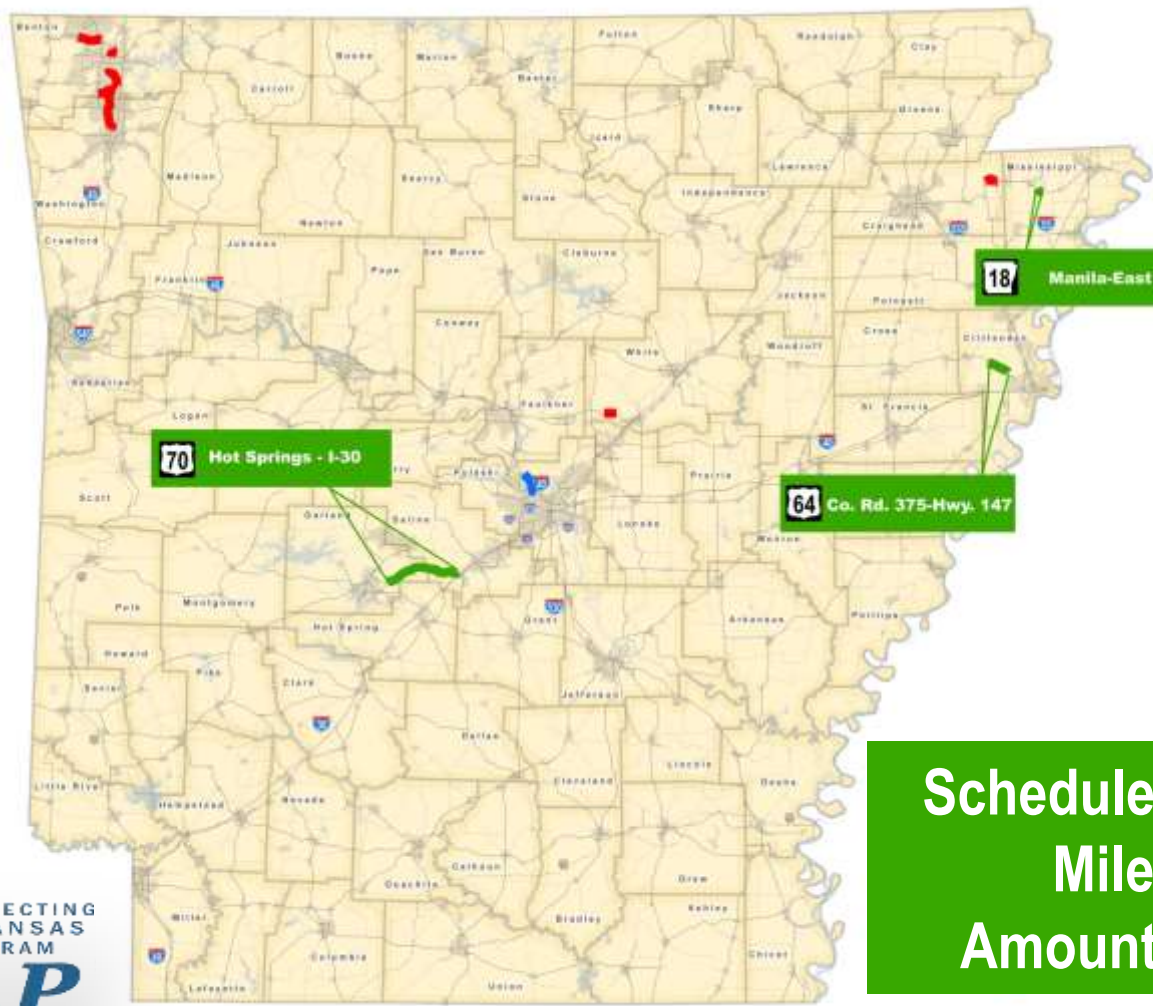 Benton
Carroll
Boone
Marion
Baxter
Fulton
Randolph
Clay
Sharp
Greene
Izard
Lawrence
Mississippi
Washington
Madison
Newton
Searcy
Stone
Independence
Craighead
Crawford
Franklin
Johnson
Pope
Van Buren
Cleburne
Jackson
Poinsett
18 Manila-East
Conway
White
Woodruff
Cross
Crittenden
Sebastian
Logan
Faulkner
St. Francis
70 Hot Springs - I-30
Scott
Pulaski
Prairie
64 Co. Rd. 375-Hwy. 147
Garland
Saline
Lonoke
Monroe
Polk
Montgomery
Hot Spring
Grant
Arkansas
Phillips
Howard
Pike
Clark
Jefferson
Sevier
Dallas
Cleveland
Lincoln
Desha
Little River
Hempstead
Nevada
Ouachita
Calhoun
Bradley
Drew
Ashley
Chicot
Miller
Lafayette
Columbia
Union
Schedule
Mile
Amount
ECTING
ANSAS
RAM
P